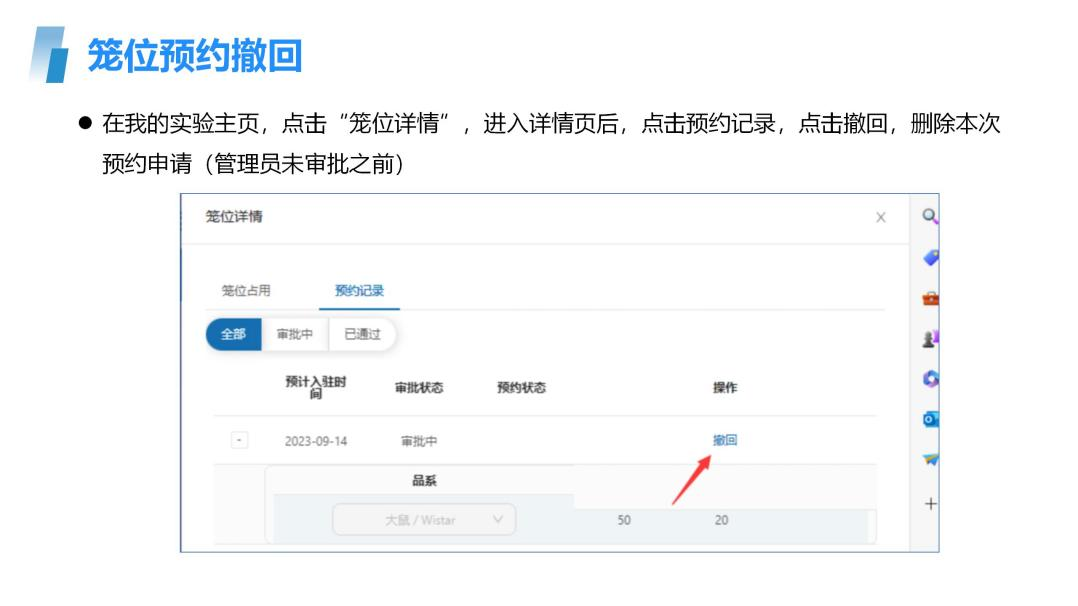 笼位预约撤回
● 在我的实验主页，点击“笼位详情”，进入详情页后，点击预约记录，点击撤回，删除本次
预约申请（管理员未审批之前）
笼位详情 X
笼位占用 预约记录
全部 审批中 已通过
预计入驻时
间 审批状态 预约状态 操作
- 2023-09-14 审批中 撤回
品系
大鼠 / Wistar 50 20